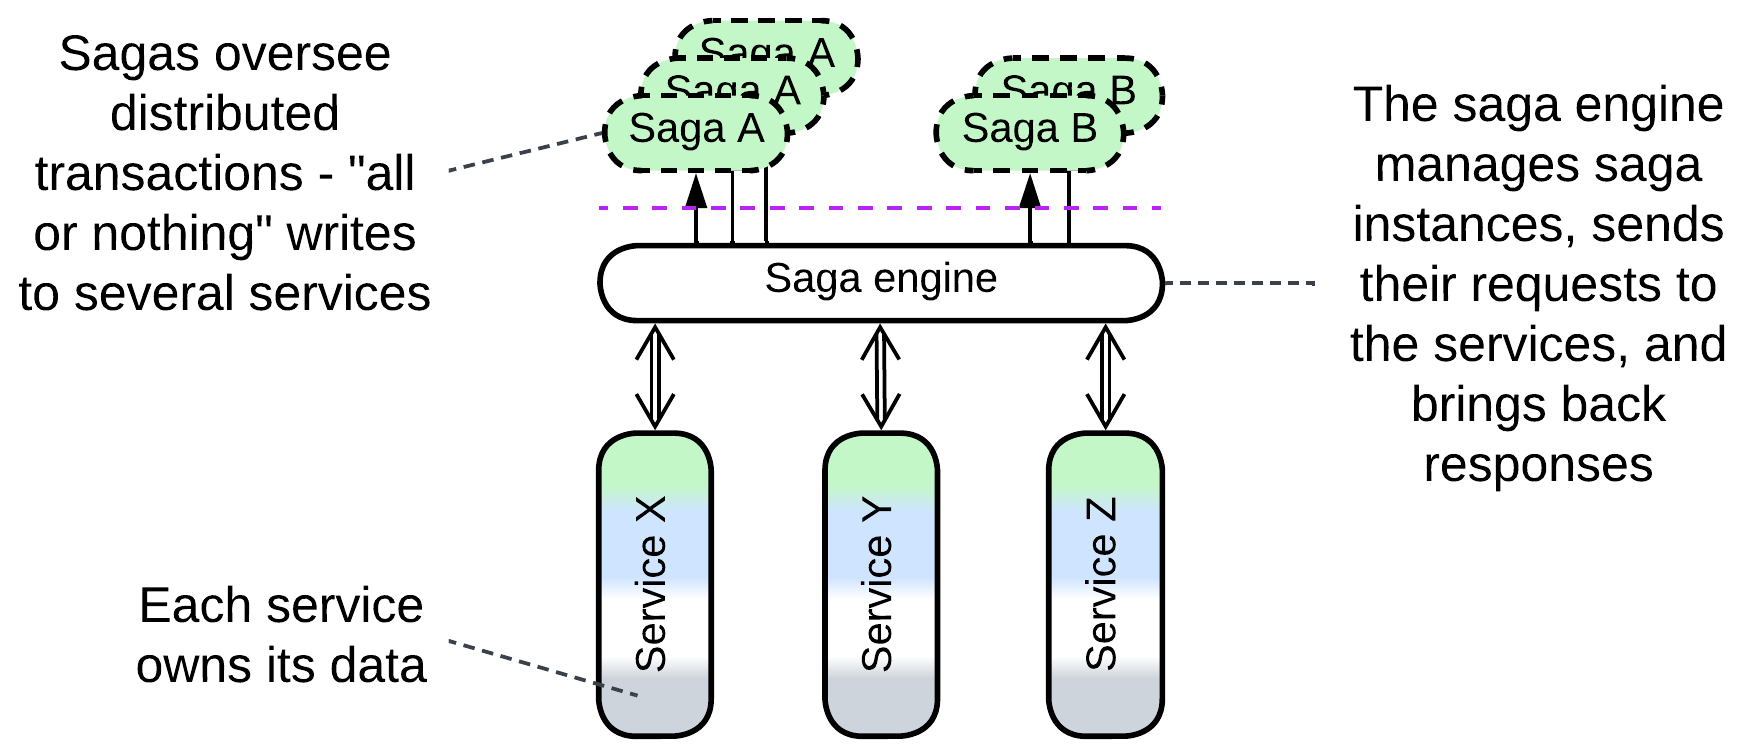 Sagas oversee
distributed
transactions - "all
or nothing" writes
to several services
Saga A
Saga A
Saga A
Saga B
Saga B
The saga engine
manages saga
instances, sends
their requests to
the services, and
brings back
responses
Saga engine
Service X
Service Y
Service Z
Each service
owns its data